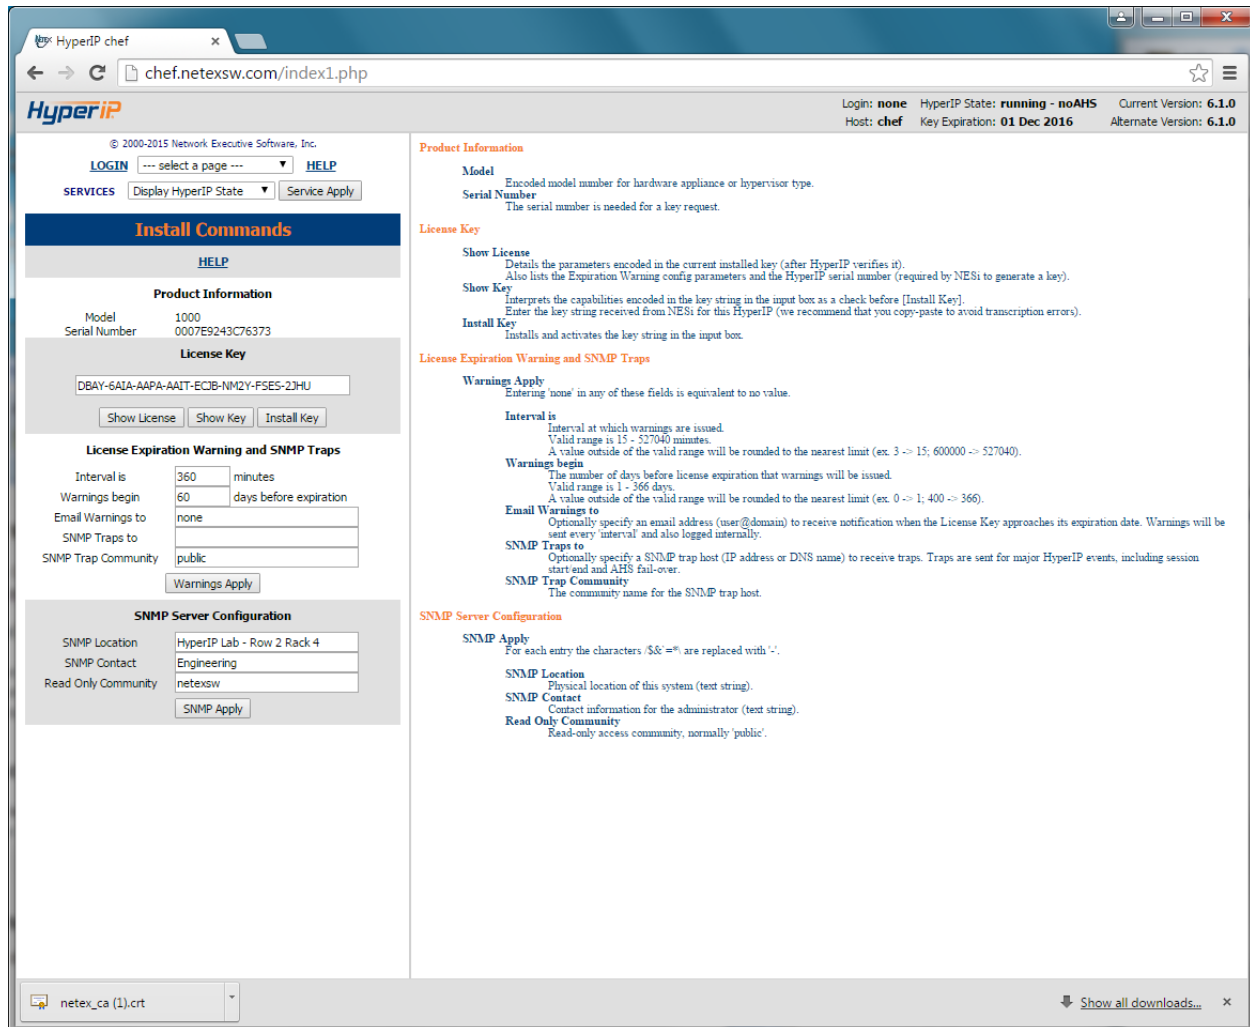 HyperIP chef
chef.netexsw.com/index1.php
HyperIP
Login: none HyperIP State: running - noAHS Current Version: 6.1.0
Host: chef Key Expiration: 01 Dec 2016 Alternate Version: 6.1.0
© 2000-2015 Network Executive Software, Inc.
LOGIN --- select a page --- HELP
SERVICES Display HyperIP State Service Apply
Install Commands
HELP
Product Information
Model 1000
Serial Number 0007E9243C76373
License Key
DBAY-6AIA-AAPA-AAIT-ECJB-NM2Y-FSES-2JHU
Show License Show Key Install Key
License Expiration Warning and SNMP Traps
Interval is 360 minutes
Warnings begin 60 days before expiration
Email Warnings to none
SNMP Traps to
SNMP Trap Community public
Warnings Apply
SNMP Server Configuration
SNMP Location HyperIP Lab - Row 2 Rack 4
SNMP Contact Engineering
Read Only Community netexsw
SNMP Apply
Product Information
Model
Encoded model number for hardware appliance or hypervisor type.
Serial Number
The serial number is needed for a key request.
License Key
Show License
Details the parameters encoded in the current installed key (after HyperIP verifies it).
Also lists the Expiration Warning config parameters and the HyperIP serial number (required by NESi to generate a key).
Show Key
Interprets the capabilities encoded in the key string in the input box as a check before [Install Key].
Enter the key string received from NESi for this HyperIP (we recommend that you copy-paste to avoid transcription errors).
Install Key
Installs and activates the key string in the input box.
License Expiration Warning and SNMP Traps
Warnings Apply
Entering 'none' in any of these fields is equivalent to no value.
Interval is
Interval at which warnings are issued.
Valid range is 15 - 527040 minutes.
A value outside of the valid range will be rounded to the nearest limit (ex. 3 -> 15; 600000 -> 527040).
Warnings begin
The number of days before license expiration that warnings will be issued.
Valid range is 1 - 366 days.
A value outside of the valid range will be rounded to the nearest limit (ex. 0 -> 1; 400 -> 366).
Email Warnings to
Optionally specify an email address (user@domain) to receive notification when the License Key approaches its expiration date. Warnings will be
sent every 'interval' and also logged internally.
SNMP Traps to
Optionally specify a SNMP trap host (IP address or DNS name) to receive traps. Traps are sent for major HyperIP events, including session
start/end and AHS fail-over.
SNMP Trap Community
The community name for the SNMP trap host.
SNMP Server Configuration
SNMP Apply
For each entry the characters /$&`=*\ are replaced with '-'.
SNMP Location
Physical location of this system (text string).
SNMP Contact
Contact information for the administrator (text string).
Read Only Community
Read-only access community, normally 'public'.
netex_ca (1).crt
Show all downloads...